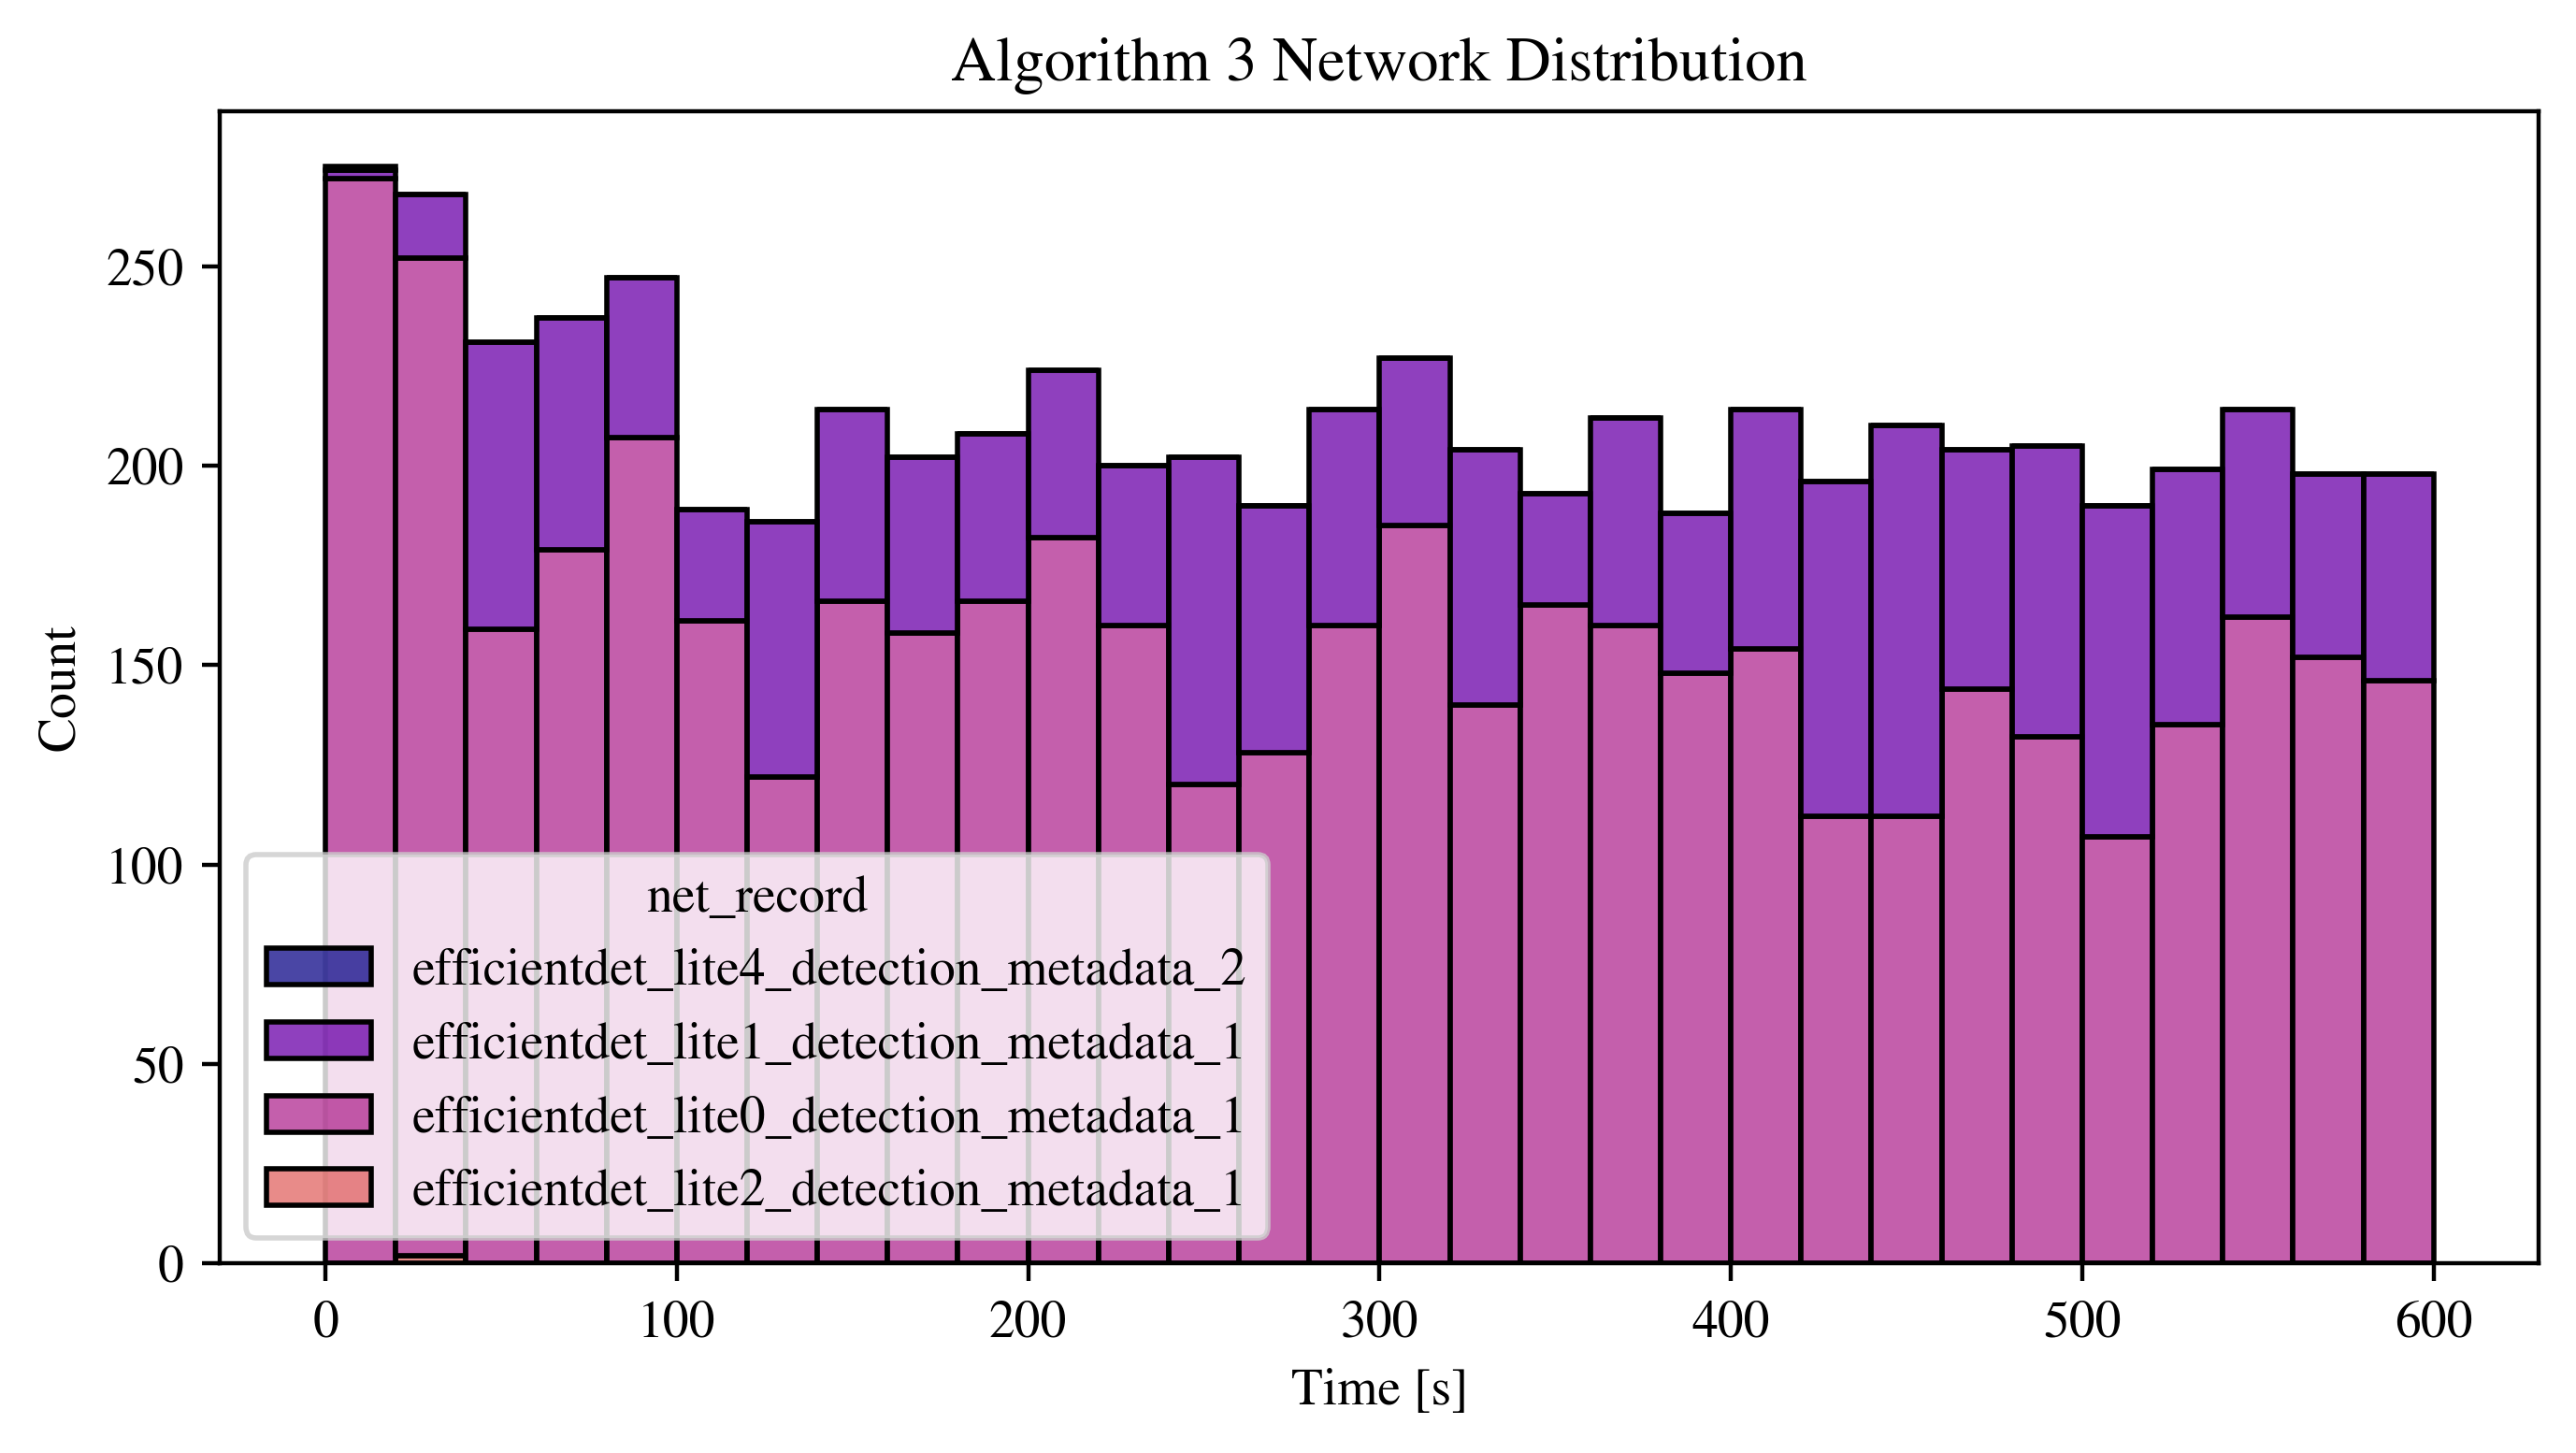 Algorithm 3 Network Distribution
Count
250
200
150
100
50
0
net_record
efficientdet_lite4_detection_metadata_2
efficientdet_lite1_detection_metadata_1
efficientdet_lite0_detection_metadata_1
efficientdet_lite2_detection_metadata_1
0 100 200 300 400 500 600
Time [s]